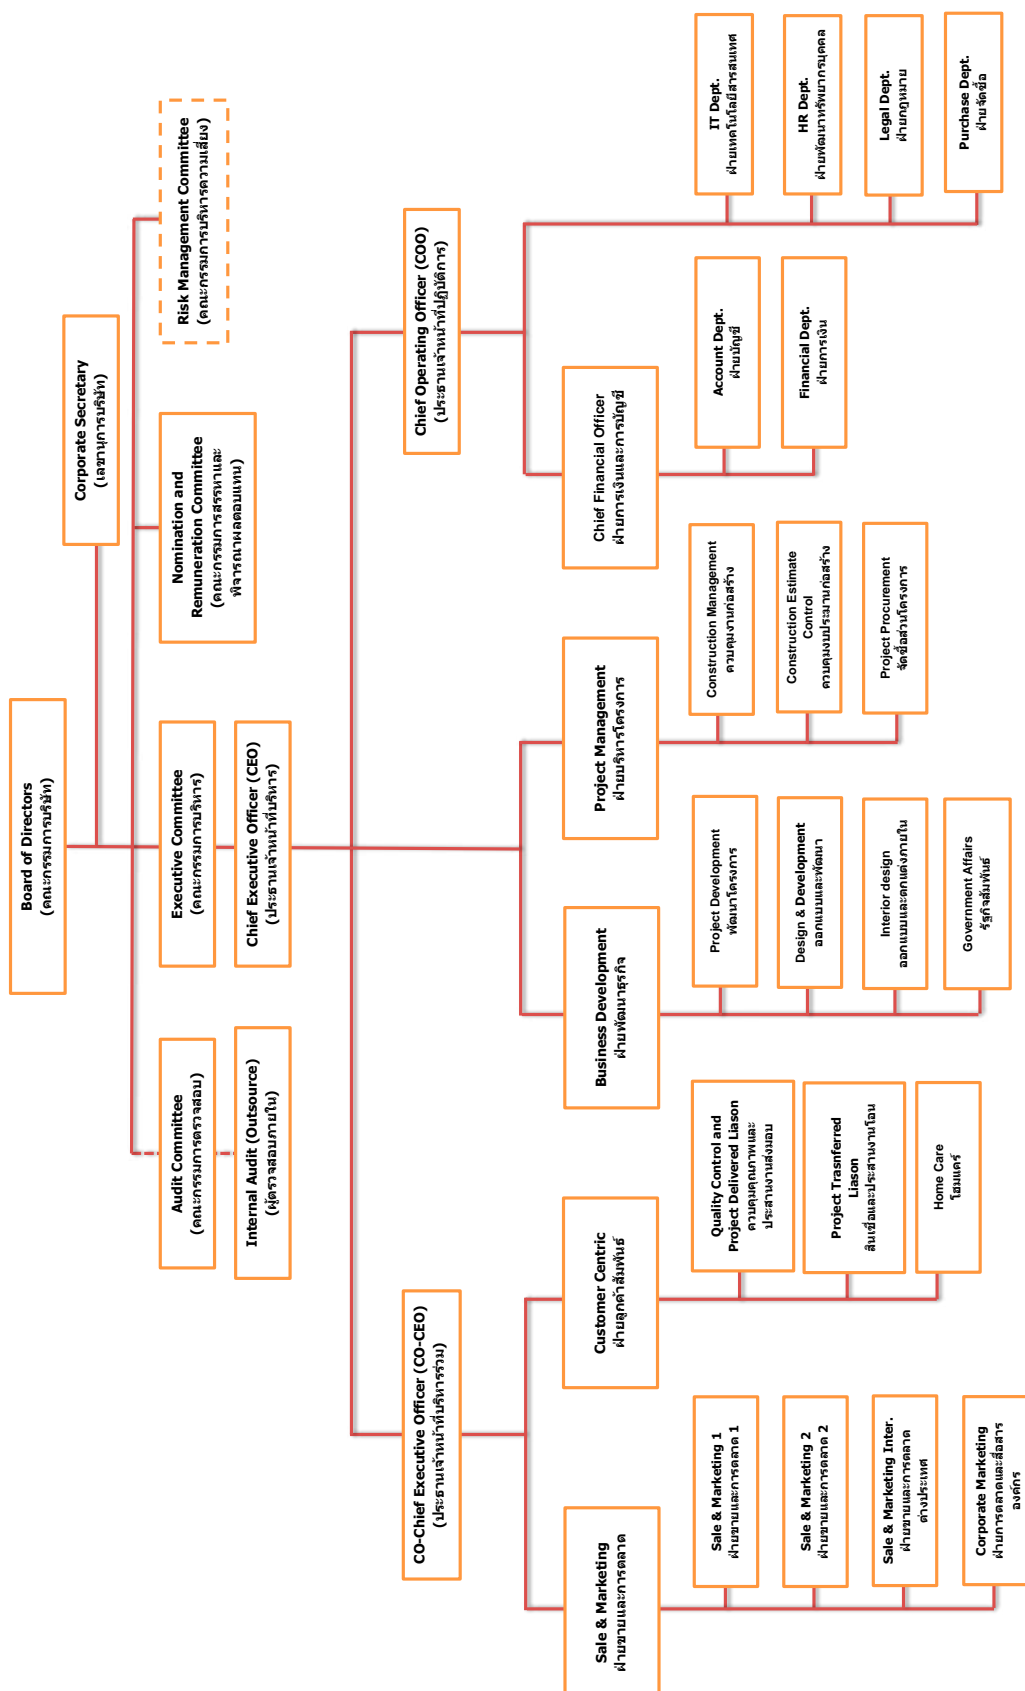 Board of Directors
(คณะกรรมการบริษัท)
Corporate Secretary
(เลขานุการบริษัท)
Audit Committee
(คณะกรรมการตรวจสอบ)
Internal Audit (Outsource)
(ผู้ตรวจสอบภายใน)
Executive Committee
(คณะกรรมการบริหาร)
Chief Executive Officer (CEO)
(ประธานเจ้าหน้าที่บริหาร)
Nomination and
Remuneration Committee
(คณะกรรมการสรรหาและ
พิจารณาผลตอบแทน)
Risk Management Committee
(คณะกรรมการบริหารความเสี่ยง)
CO-Chief Executive Officer (CO-CEO)
(ประธานเจ้าหน้าที่บริหารร่วม)
Chief Operating Officer (COO)
(ประธานเจ้าหน้าที่ปฏิบัติการ)
Sale & Marketing
ฝ่ายขายและการตลาด
Customer Centric
ฝ่ายลูกค้าสัมพันธ์
Business Development
ฝ่ายพัฒนาธุรกิจ
Project Management
ฝ่ายบริหารโครงการ
Chief Financial Officer
ฝ่ายการเงินและการบัญชี
Sale & Marketing 1
ฝ่ายขายและการตลาด 1
Sale & Marketing 2
ฝ่ายขายและการตลาด 2
Sale & Marketing Inter.
ฝ่ายขายและการตลาด
ต่างประเทศ
Corporate Marketing
ฝ่ายการตลาดและสื่อสาร
องค์กร
Quality Control and
Project Delivered Liason
ควบคุมคุณภาพและ
ประสานงานส่งมอบ
Project Trasnferred
Liason
สินเชื่อและประสานงานโอน
Home Care
โฮมแคร์
Project Development
พัฒนาโครงการ
Design & Development
ออกแบบและพัฒนา
Interior design
ออกแบบและตกแต่งภายใน
Government Affairs
รัฐกิจสัมพันธ์
Construction Management
ควบคุมงานก่อสร้าง
Construction Estimate
Control
ควบคุมงบประมานก่อสร้าง
Project Procurement
จัดซื้อส่วนโครงการ
Account Dept.
ฝ่ายบัญชี
Financial Dept.
ฝ่ายการเงิน
IT Dept.
ฝ่ายเทคโนโลยีสารสนเทศ
HR Dept.
ฝ่ายพัฒนาทรัพยากรบุคคล
Legal Dept.
ฝ่ายกฎหมาย
Purchase Dept.
ฝ่ายจัดซื้อ